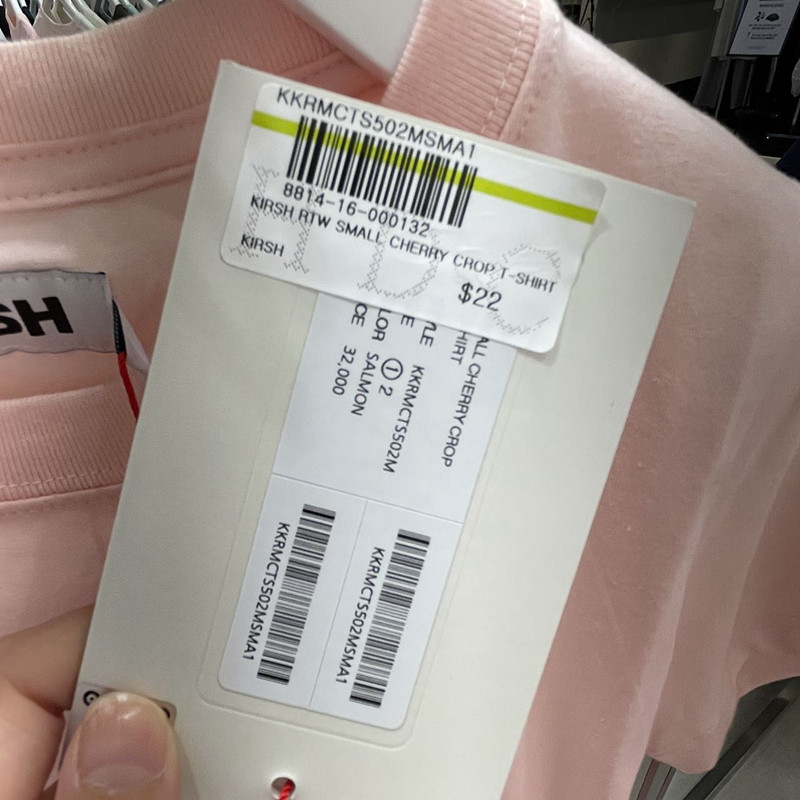 KKRMCTS502MSMA1
8814-16-000132
KIRSH RTW SMALL CHERRY CROP T-SHIRT
KIRSH
$22
ALL CHERRY CROP
HIRT
TLE KKRMCTS502M
E ① 2
LOR SALMON
CE 32,000
KKRMCTS502MSMA1
KKRMCTS502MSMA1
SH